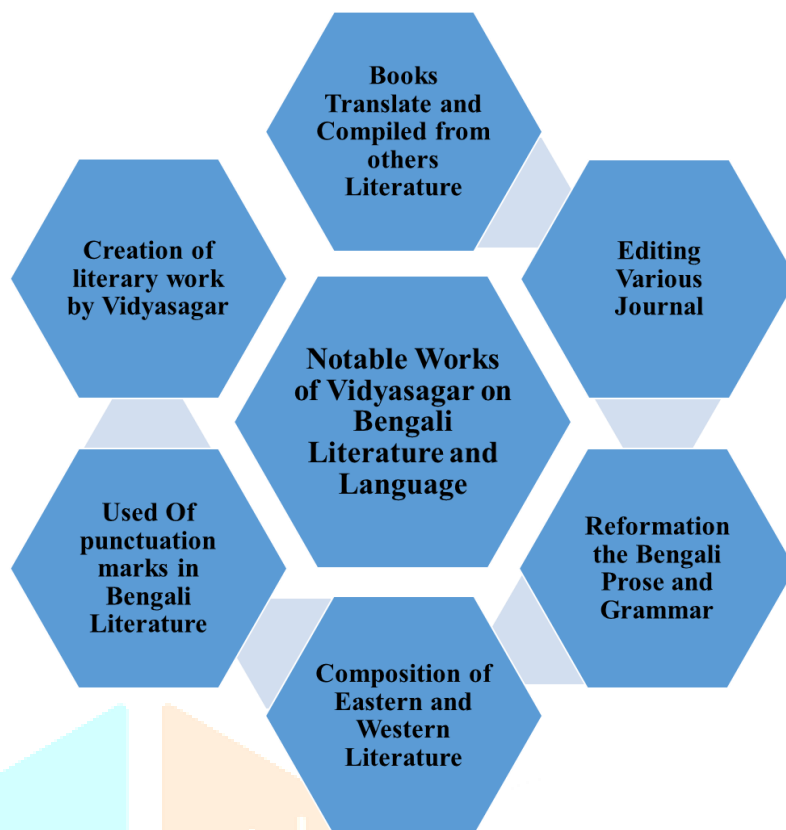 Books
Translate and
Compiled from
others
Literature
Editing
Various
Journal
Reformation
the Bengali
Prose and
Grammar
Composition of
Eastern and
Western
Literature
Used Of
punctuation
marks in
Bengali
Literature
Creation of
literary work
by Vidyasagar
Notable Works
of Vidyasagar on
Bengali
Literature and
Language